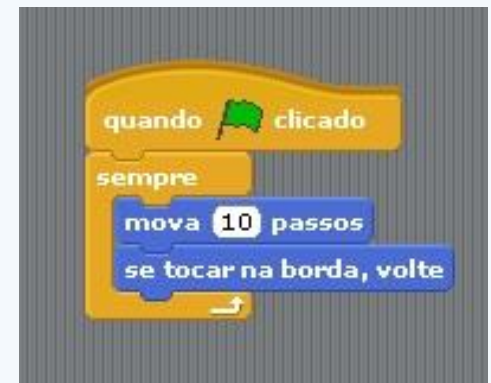 quando clicado
sempre
mova 10 passos
se tocar na borda, volte